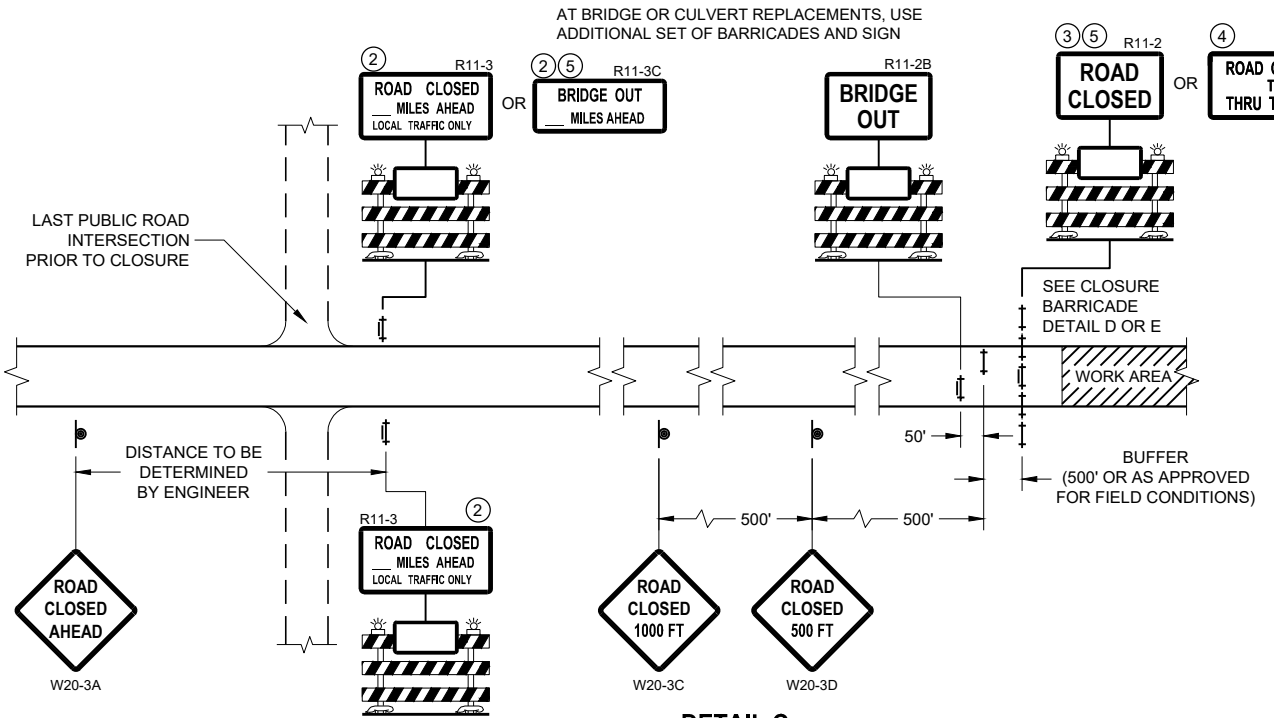 AT BRIDGE OR CULVERT REPLACEMENTS, USE
ADDITIONAL SET OF BARRICADES AND SIGN
2
R11-3
ROAD CLOSED
___ MILES AHEAD
LOCAL TRAFFIC ONLY
OR
2 5
R11-3C
BRIDGE OUT
___ MILES AHEAD
R11-2B
BRIDGE
OUT
3 5
R11-2
ROAD
CLOSED
OR
4
ROAD
THRU
LAST PUBLIC ROAD
INTERSECTION
PRIOR TO CLOSURE
SEE CLOSURE
BARRICADE
DETAIL D OR E
WORK AREA
DISTANCE TO BE
DETERMINED
BY ENGINEER
50'
BUFFER
(500' OR AS APPROVED
FOR FIELD CONDITIONS)
500'
500'
R11-3
2
ROAD CLOSED
___ MILES AHEAD
LOCAL TRAFFIC ONLY
ROAD
CLOSED
AHEAD
W20-3A
ROAD
CLOSED
1000 FT
W20-3C
ROAD
CLOSED
500 FT
W20-3D